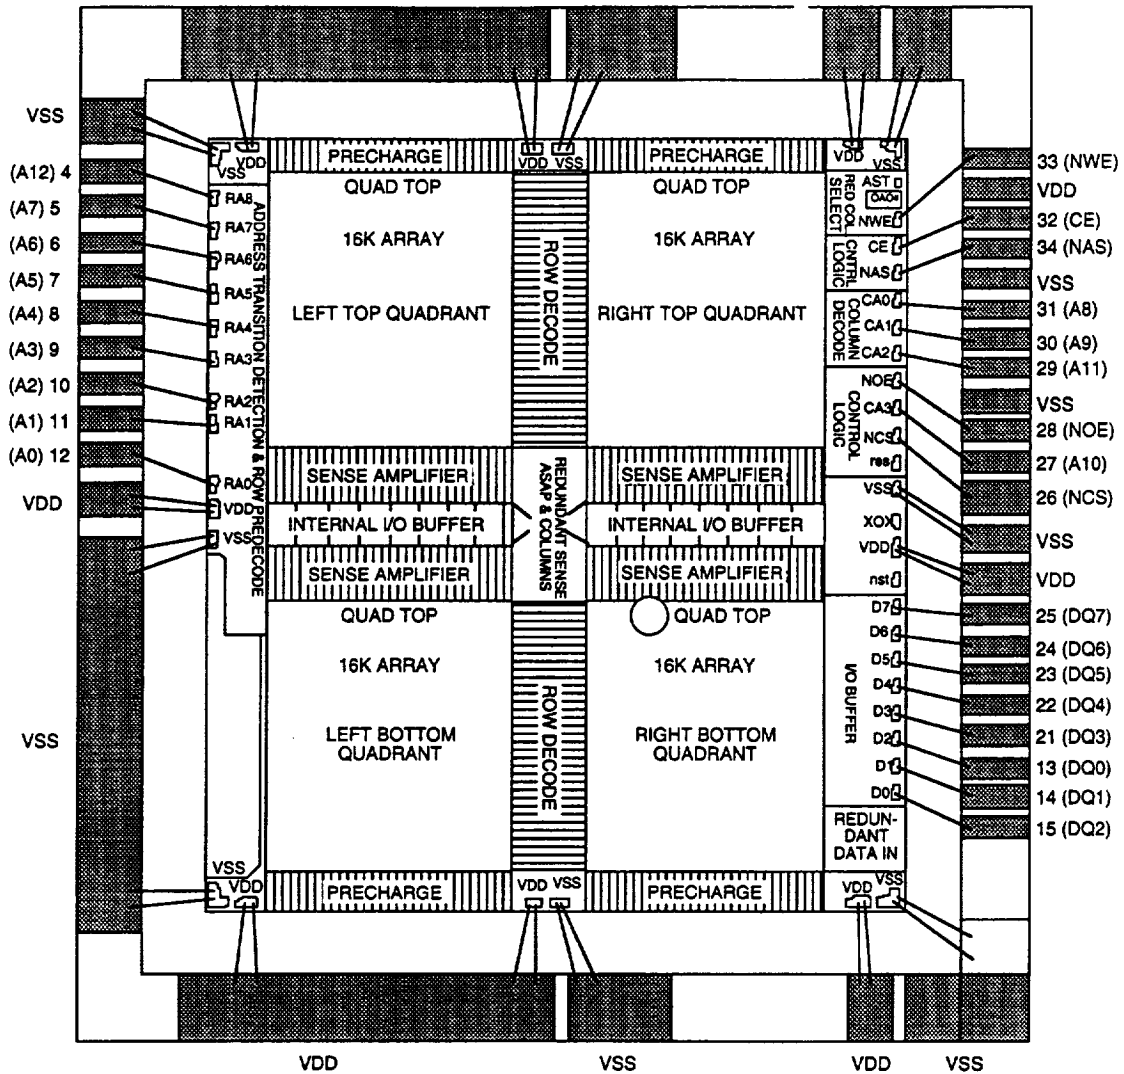 VSS
(A12) 4
(A7) 5
(A6) 6
(A5) 7
(A4) 8
(A3) 9
(A2) 10
(A1) 11
(A0) 12
VDD
VSS
VSS
VDD
RA8
RA7
RA6
RA5
RA4
RA3
RA2
RA1
RA0
VDD
VSS
ADDRESS TRANSITION DETECTION & ROW PREDECODE
VSS
VDD
PRECHARGE
VDD
VSS
PRECHARGE
QUAD TOP
16K ARRAY
LEFT TOP QUADRANT
ROW DECODE
QUAD TOP
16K ARRAY
RIGHT TOP QUADRANT
SENSE AMPLIFIER
INTERNAL I/O BUFFER
SENSE AMPLIFIER
REDUNDANT SENSE
ASAP & COLUMNS
SENSE AMPLIFIER
INTERNAL I/O BUFFER
SENSE AMPLIFIER
QUAD TOP
16K ARRAY
LEFT BOTTOM
QUADRANT
ROW DECODE
QUAD TOP
16K ARRAY
RIGHT BOTTOM
QUADRANT
PRECHARGE
VDD
VSS
PRECHARGE
VDD
VSS
RED COL
SELECT
AST
NWE
CNTRL
LOGIC
CE
NAS
COLUMN
DECODE
CA0
CA1
CA2
CONTROL
LOGIC
NOE
CA3
NCS
res
VSS
XOX
VDD
nst
I/O BUFFER
D7
D6
D5
D4
D3
D2
D1
D0
REDUN-
DANT
DATA IN
VDD
VSS
33 (NWE)
VDD
32 (CE)
34 (NAS)
VSS
31 (A8)
30 (A9)
29 (A11)
VSS
28 (NOE)
27 (A10)
26 (NCS)
VSS
VDD
25 (DQ7)
24 (DQ6)
23 (DQ5)
22 (DQ4)
21 (DQ3)
13 (DQ0)
14 (DQ1)
15 (DQ2)
VDD
VSS
VDD
VSS